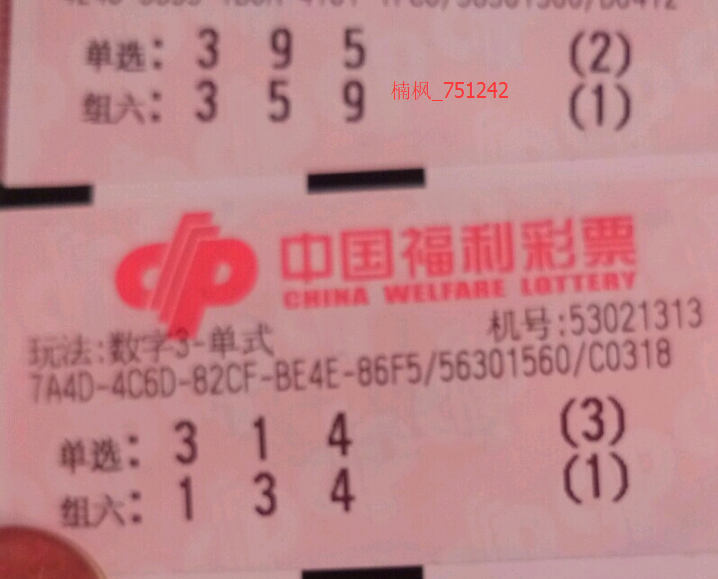 单选: 3 9 5 (2)
组六: 3 5 9 (1)
楠枫_751242
中国福利彩票
CHINA WELFARE LOTTERY
机号:53021313
玩法:数字3-单式
7A4D-4C6D-82CF-BE4E-86F5/56301560/C0318
单选: 3 1 4 (3)
组六: 1 3 4 (1)